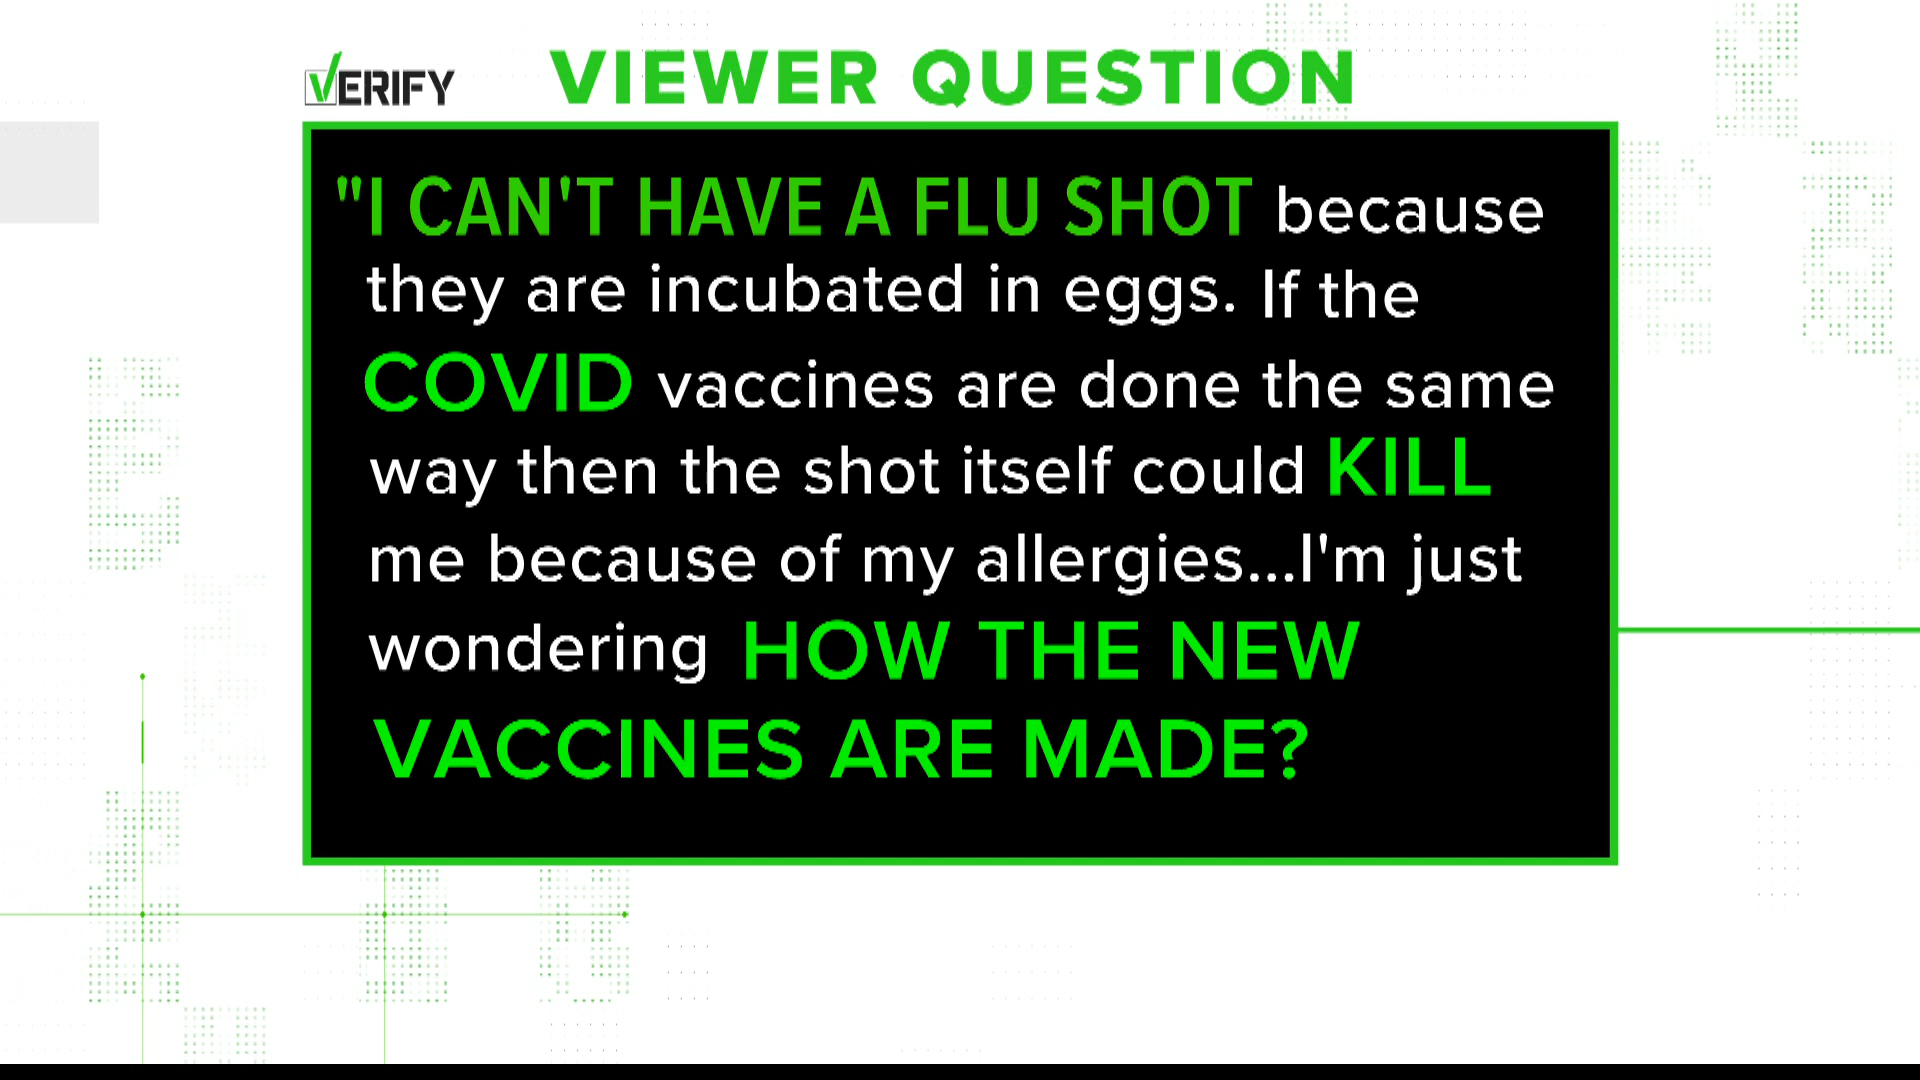 VERIFY VIEWER QUESTION
"I CAN'T HAVE A FLU SHOT because
they are incubated in eggs. If the
COVID vaccines are done the same
way then the shot itself could KILL
me because of my allergies...I'm just
wondering HOW THE NEW
VACCINES ARE MADE?